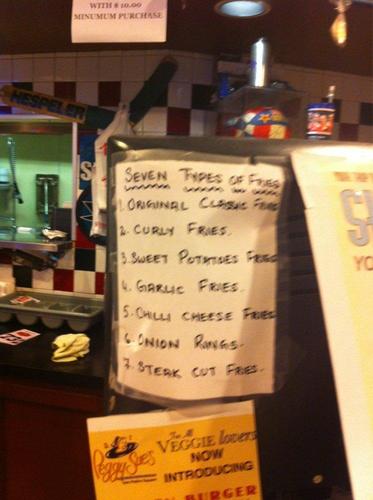 WITH $10.00
MINUMUM PURCHASE
HESPELER
SEVEN TYPES OF FRIES
1. ORIGINAL CLASSIC FRIES
2. CURLY FRIES.
3. SWEET POTATOES FRIES
4. GARLIC FRIES.
5. CHILLI CHEESE FRIES
6. ONION RINGS.
7. STEAK CUT FRIES.
Peggy Sue's
For All
VEGGIE lovers
NOW
INTRODUCING
BURGER
YO